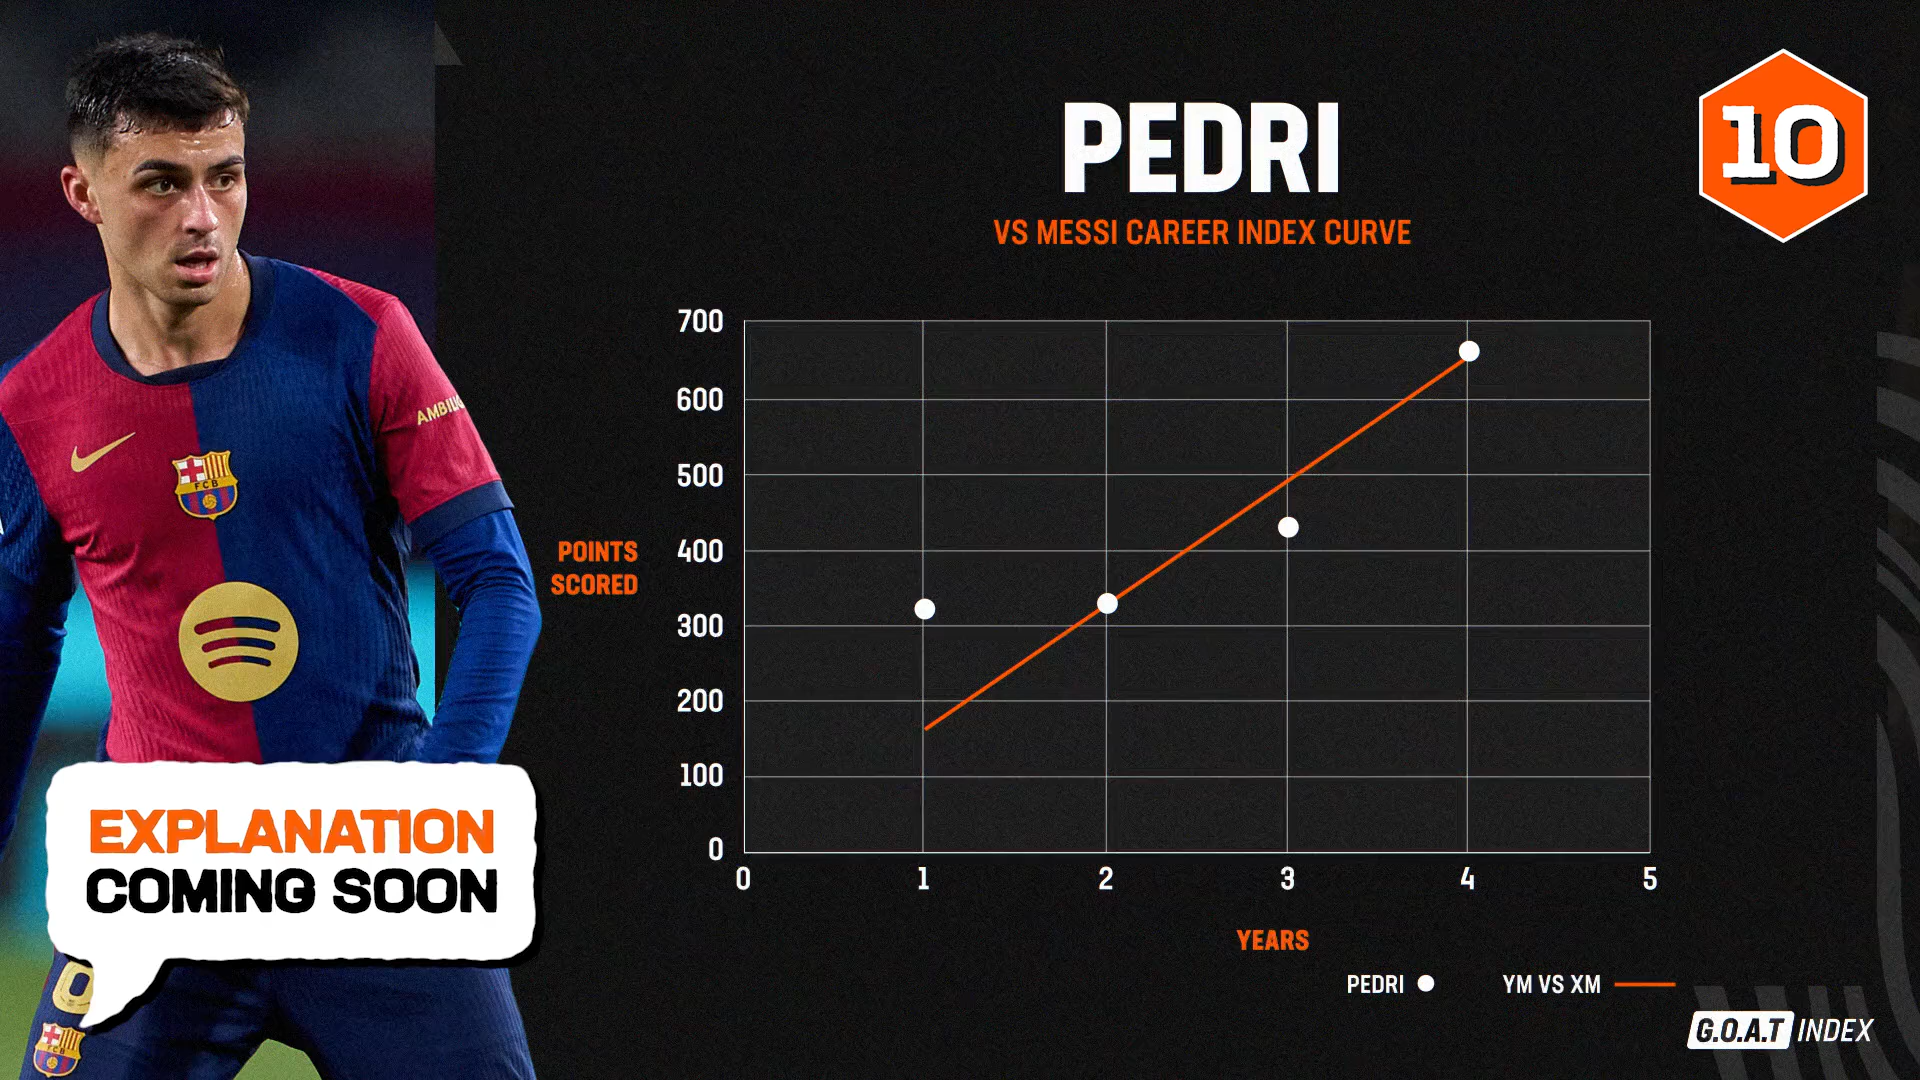 PEDRI
VS MESSI CAREER INDEX CURVE
10
700
600
500
400
300
200
100
0
POINTS
SCORED
0 1 2 3 4 5
YEARS
PEDRI
YM VS XM
G.O.A.T INDEX
EXPLANATION
COMING SOON
FCB